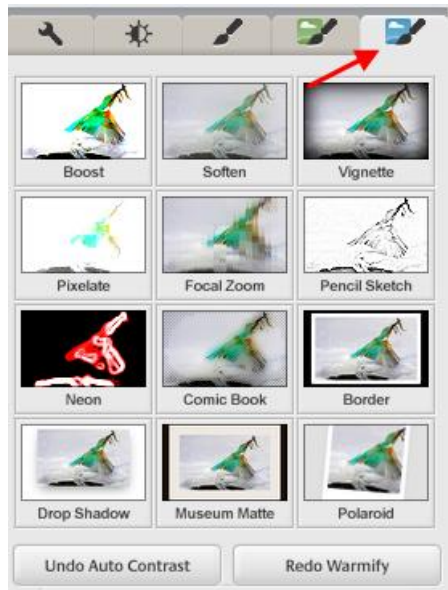 Boost Soften Vignette
Pixelate Focal Zoom Pencil Sketch
Neon Comic Book Border
Drop Shadow Museum Matte Polaroid
Undo Auto Contrast Redo Warmify